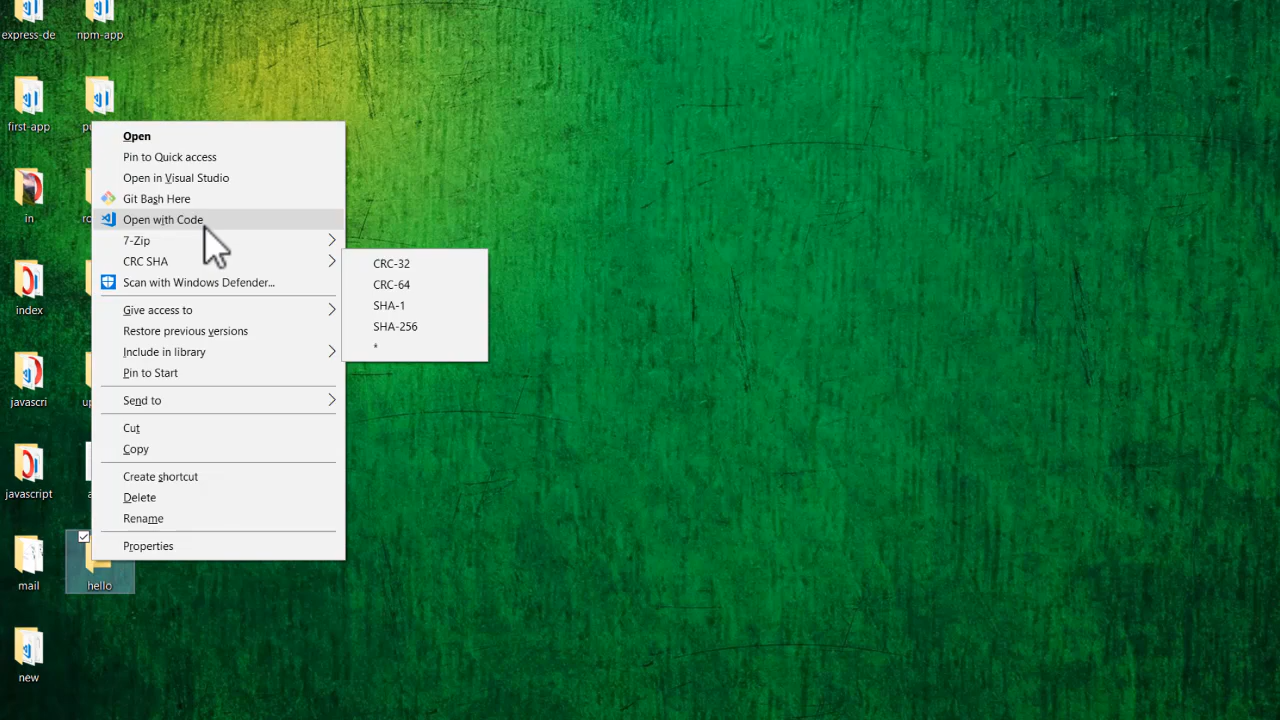 express-de
npm-app
first-app
in
index
javascri
javascript
mail
hello
new
Open
Pin to Quick access
Open in Visual Studio
Git Bash Here
Open with Code
7-Zip
CRC SHA
Scan with Windows Defender...
Give access to
Restore previous versions
Include in library
Pin to Start
Send to
Cut
Copy
Create shortcut
Delete
Rename
Properties
CRC-32
CRC-64
SHA-1
SHA-256
*